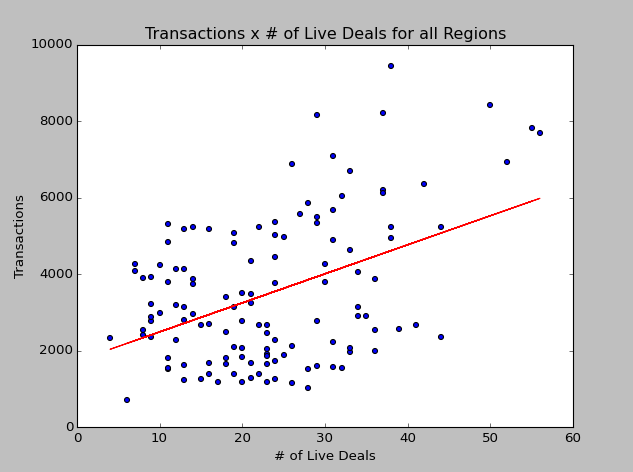 Transactions x # of Live Deals for all Regions
10000
8000
6000
4000
2000
0
Transactions
0 10 20 30 40 50 60
# of Live Deals